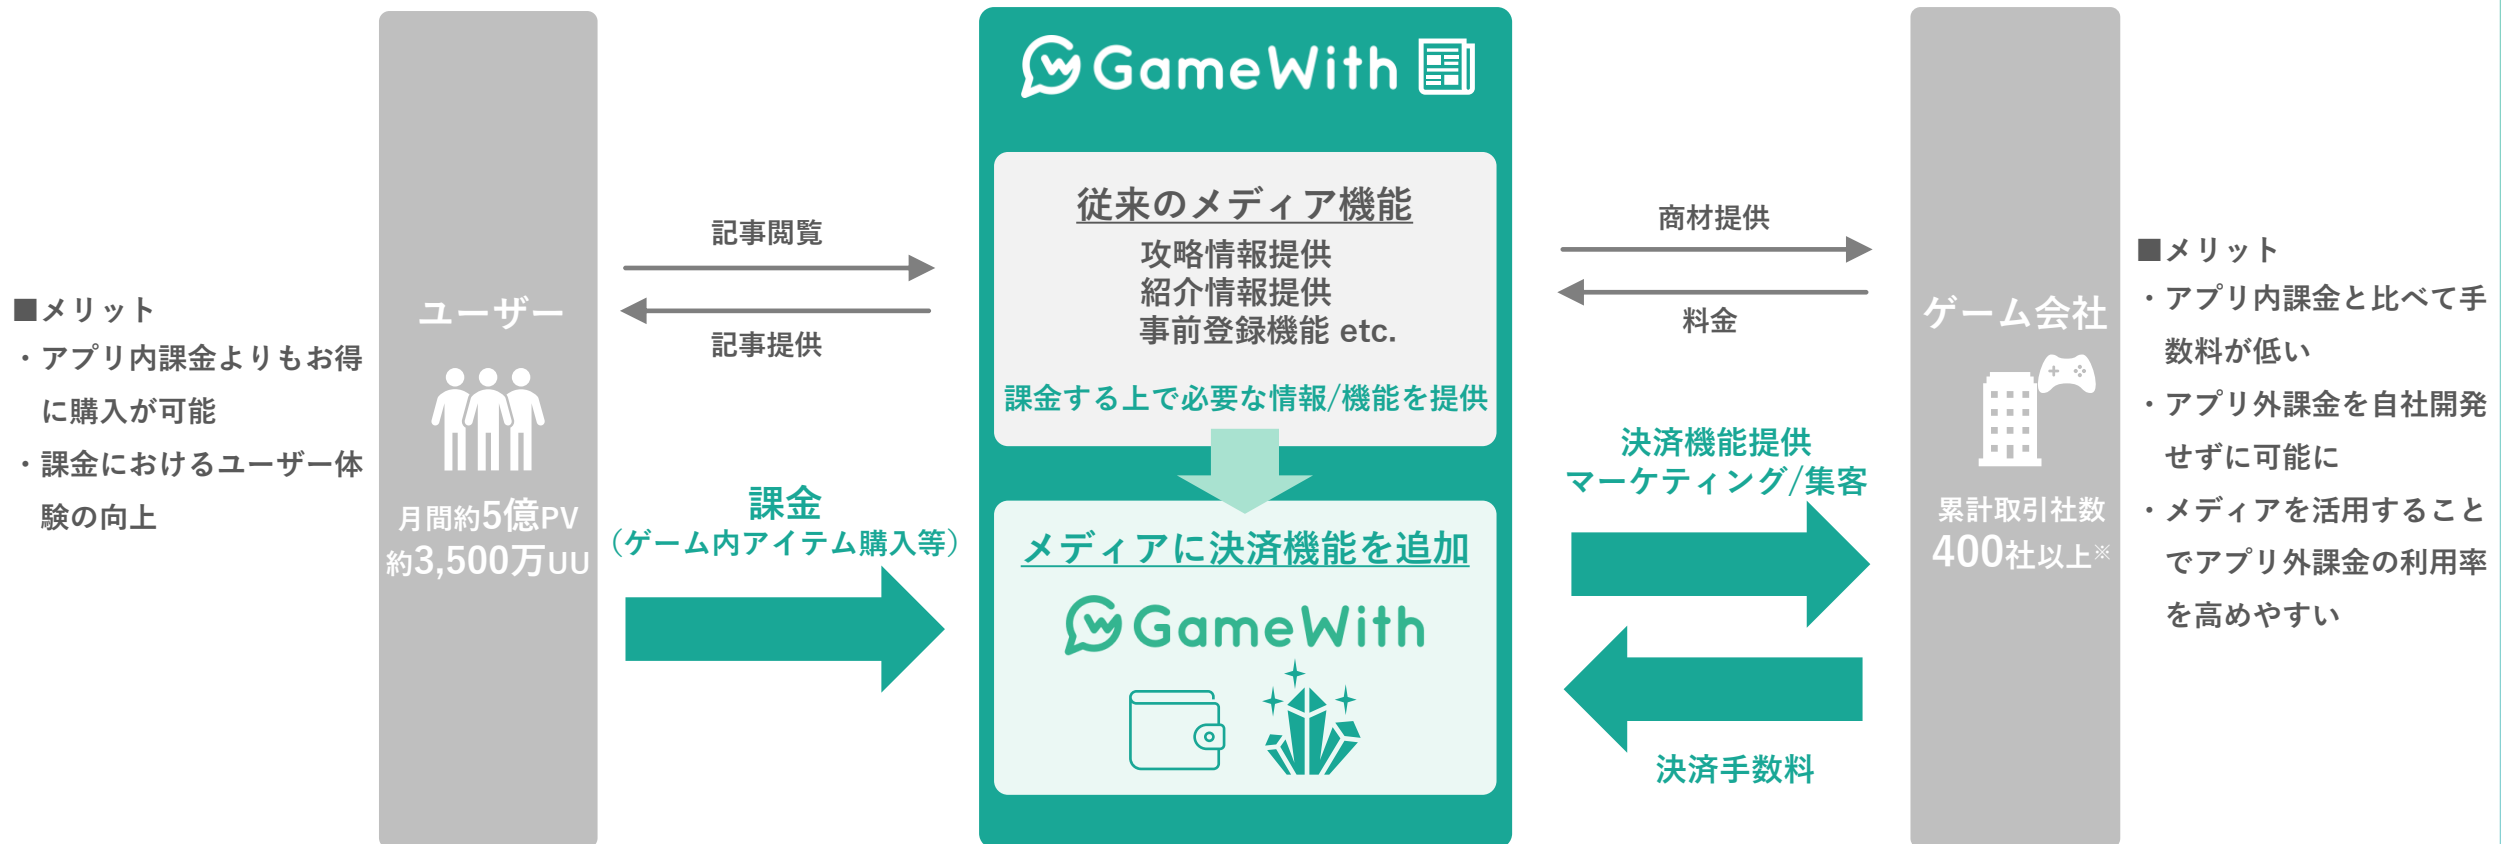 ■メリット
・アプリ内課金よりもお得
に購入が可能
・課金におけるユーザー体
験の向上
ユーザー
月間約5億PV
約3,500万UU
記事閲覧
記事提供
課金
（ゲーム内アイテム購入等）
GameWith
従来のメディア機能
攻略情報提供
紹介情報提供
事前登録機能 etc.
課金する上で必要な情報/機能を提供
メディアに決済機能を追加
GameWith
商材提供
料金
決済機能提供
マーケティング/集客
決済手数料
ゲーム会社
累計取引社数
400社以上※
■メリット
・アプリ内課金と比べて手
数料が低い
・アプリ外課金を自社開発
せずに可能に
・メディアを活用すること
でアプリ外課金の利用率
を高めやすい